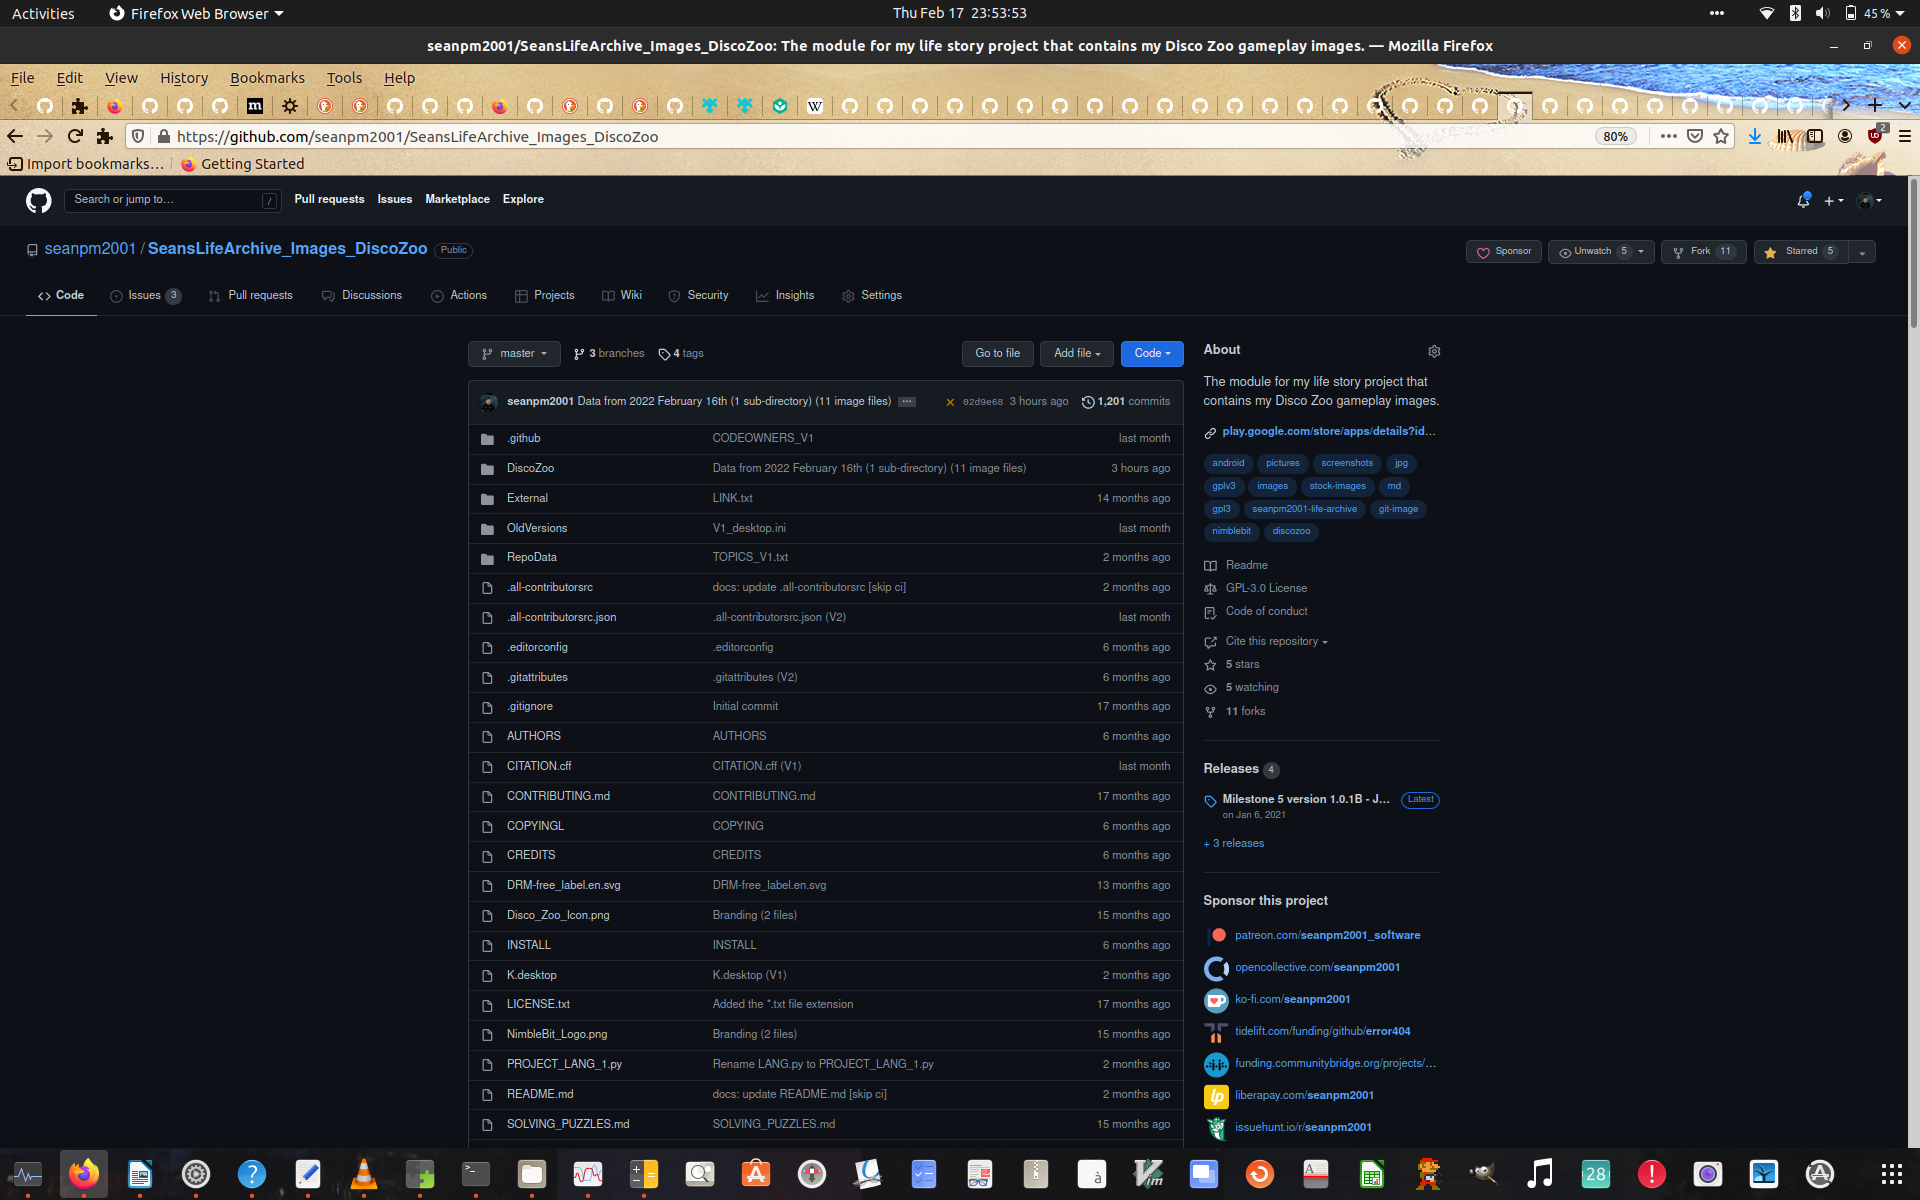 Activities Firefox Web Browser Thu Feb 17 23:53:53 45 %
seanpm2001/SeansLifeArchive_Images_DiscoZoo: The module for my life story project that contains my Disco Zoo gameplay images. — Mozilla Firefox
File Edit View History Bookmarks Tools Help
https://github.com/seanpm2001/SeansLifeArchive_Images_DiscoZoo 80% 2
Import bookmarks… Getting Started
Search or jump to… / Pull requests Issues Marketplace Explore
seanpm2001 / SeansLifeArchive_Images_DiscoZoo Public Sponsor Unwatch 5 Fork 11 Starred 5
Code Issues 3 Pull requests Discussions Actions Projects Wiki Security Insights Settings
master 3 branches 4 tags Go to file Add file Code
seanpm2001 Data from 2022 February 16th (1 sub-directory) (11 image files) ... 02d9e68 3 hours ago 1,201 commits
.github CODEOWNERS_V1 last month
DiscoZoo Data from 2022 February 16th (1 sub-directory) (11 image files) 3 hours ago
External LINK.txt 14 months ago
OldVersions V1_desktop.ini last month
RepoData TOPICS_V1.txt 2 months ago
.all-contributorsrc docs: update .all-contributorsrc [skip ci] 2 months ago
.all-contributorsrc.json .all-contributorsrc.json (V2) last month
.editorconfig .editorconfig 6 months ago
.gitattributes .gitattributes (V2) 6 months ago
.gitignore Initial commit 17 months ago
AUTHORS AUTHORS 6 months ago
CITATION.cff CITATION.cff (V1) last month
CONTRIBUTING.md CONTRIBUTING.md 17 months ago
COPYINGL COPYING 6 months ago
CREDITS CREDITS 6 months ago
DRM-free_label.en.svg DRM-free_label.en.svg 13 months ago
Disco_Zoo_Icon.png Branding (2 files) 15 months ago
INSTALL INSTALL 6 months ago
K.desktop K.desktop (V1) 2 months ago
LICENSE.txt Added the *.txt file extension 17 months ago
NimbleBit_Logo.png Branding (2 files) 15 months ago
PROJECT_LANG_1.py Rename LANG.py to PROJECT_LANG_1.py 2 months ago
README.md docs: update README.md [skip ci] 2 months ago
SOLVING_PUZZLES.md SOLVING_PUZZLES.md 15 months ago
About
The module for my life story project that
contains my Disco Zoo gameplay images.
play.google.com/store/apps/details?id…
android pictures screenshots jpg
gplv3 images stock-images md
gpl3 seanpm2001-life-archive git-image
nimblebit discozoo
Readme
GPL-3.0 License
Code of conduct
Cite this repository
5 stars
5 watching
11 forks
Releases 4
Milestone 5 version 1.0.1B - J… Latest
on Jan 6, 2021
+ 3 releases
Sponsor this project
patreon.com/seanpm2001_software
opencollective.com/seanpm2001
ko-fi.com/seanpm2001
tidelift.com/funding/github/error404
funding.communitybridge.org/projects/…
liberapay.com/seanpm2001
issuehunt.io/r/seanpm2001
28